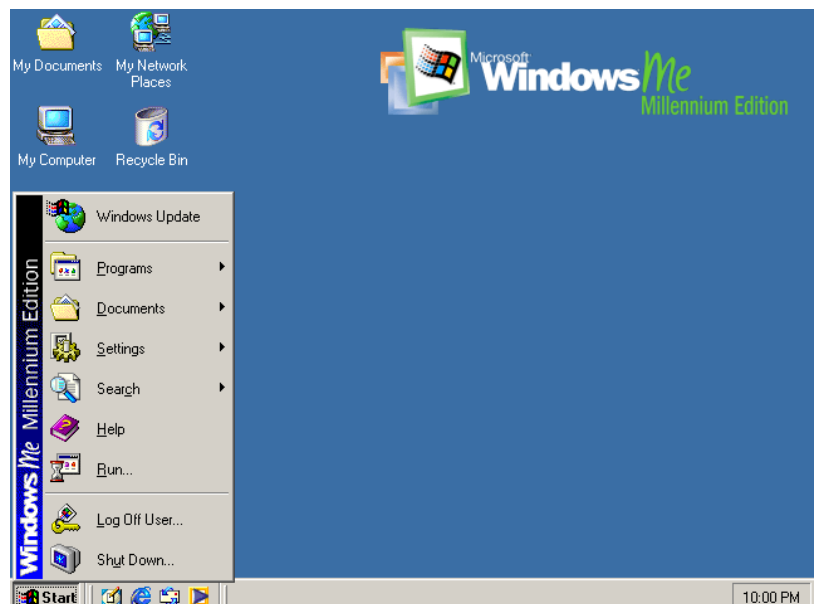 My Documents
My Network
Places
My Computer
Recycle Bin
Microsoft
Windows Me
Millennium Edition
Windows Me Millennium Edition
Windows Update
Programs
Documents
Settings
Search
Help
Run...
Log Off User...
Shut Down...
Start
10:00 PM